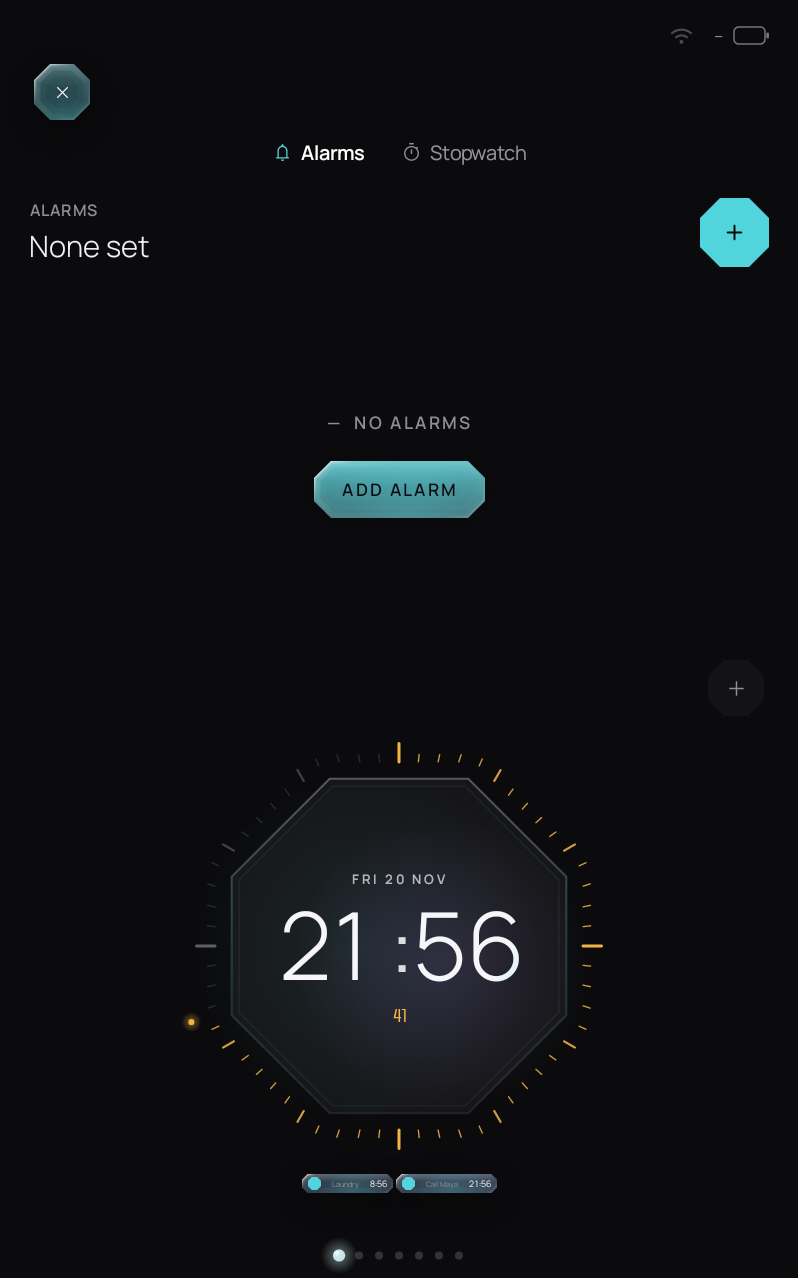 Alarms Stopwatch
ALARMS
None set
— NO ALARMS
ADD ALARM
FRI 20 NOV
21:56
41
Laundry 8:56 Call Maya 21:56